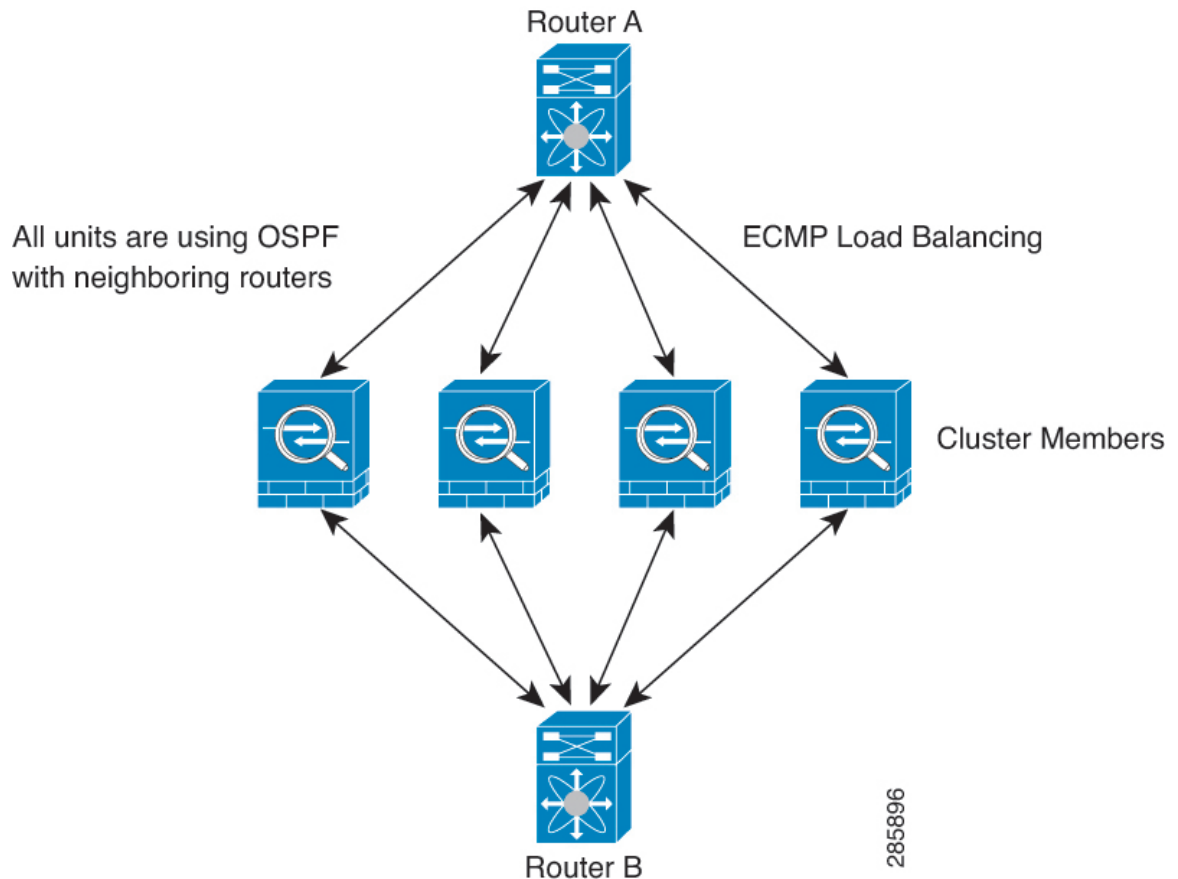 Router A
All units are using OSPF
with neighboring routers
ECMP Load Balancing
Cluster Members
Router B
285896